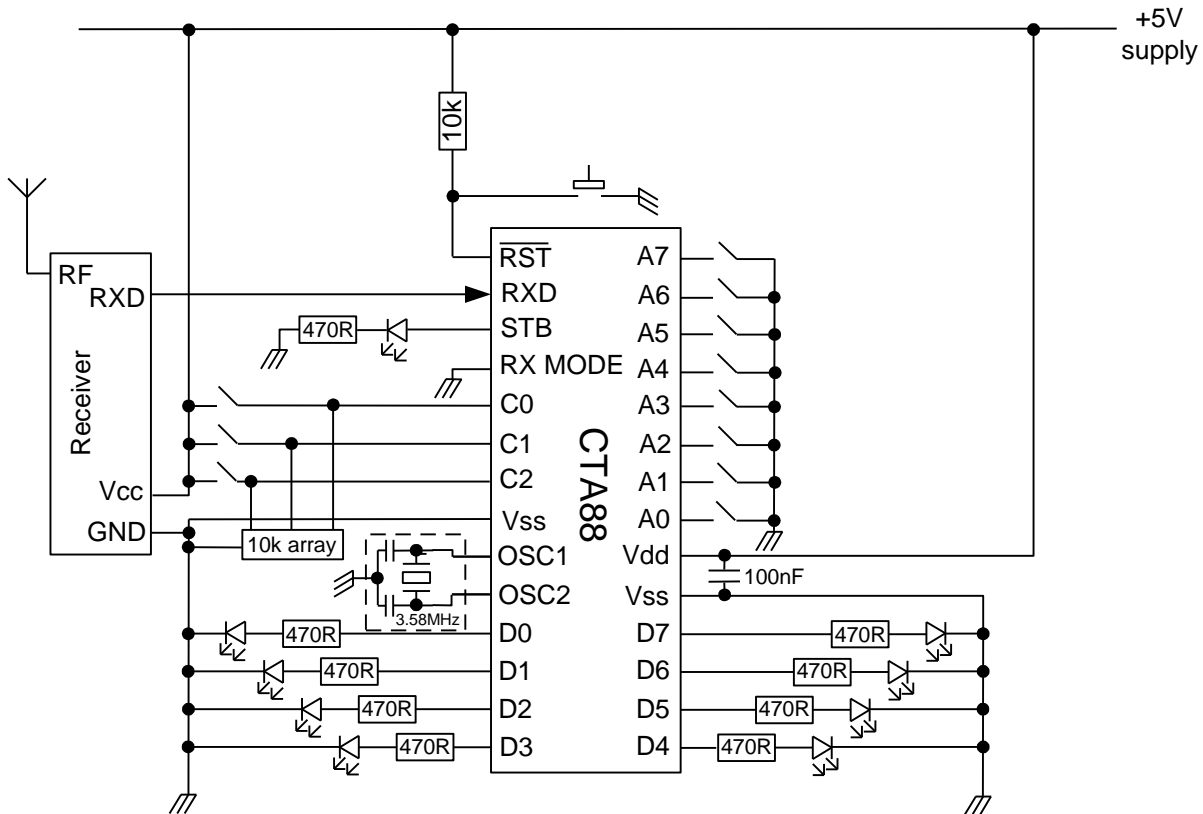 +5V
supply
10k
RF
RXD
Receiver
Vcc
GND
470R
RST
RXD
STB
RX MODE
C0
C1
C2
Vss
OSC1
OSC2
D0
D1
D2
D3
CTA88
A7
A6
A5
A4
A3
A2
A1
A0
Vdd
Vss
D7
D6
D5
D4
10k array
3.58MHz
100nF
470R
470R
470R
470R
470R
470R
470R
470R